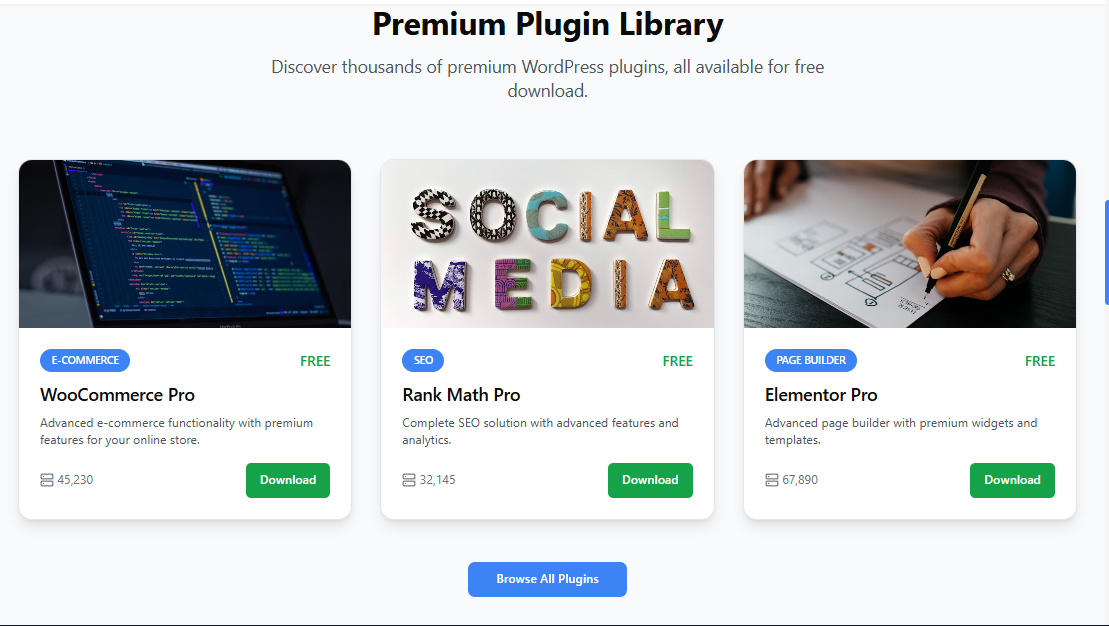 Premium Plugin Library
Discover thousands of premium WordPress plugins, all available for free
download.
SOCIAL
MEDIA
E-COMMERCE
FREE
WooCommerce Pro
Advanced e-commerce functionality with premium
features for your online store.
45,230
Download
SEO
FREE
Rank Math Pro
Complete SEO solution with advanced features and
analytics.
32,145
Download
PAGE BUILDER
FREE
Elementor Pro
Advanced page builder with premium widgets and
templates.
67,890
Download
Browse All Plugins